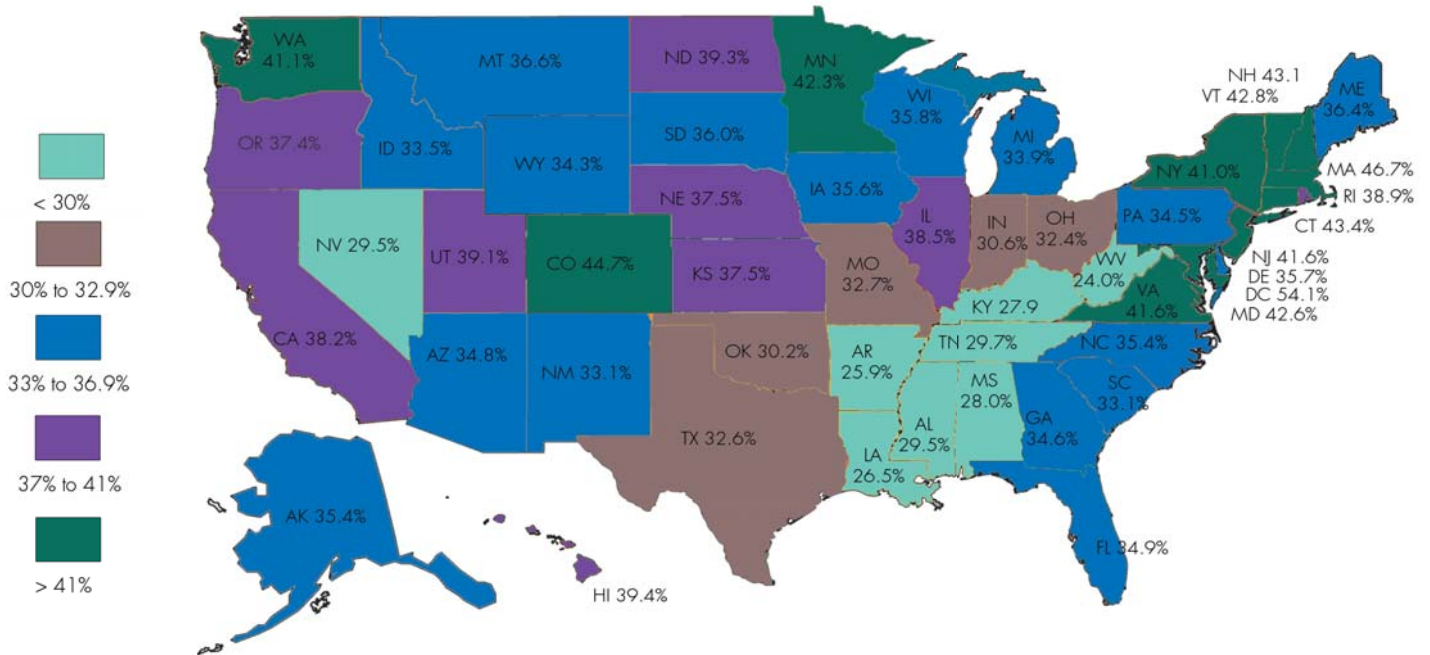 < 30%
30% to 32.9%
33% to 36.9%
37% to 41%
> 41%
WA
41.1%
OR 37.4%
CA 38.2%
NV 29.5%
ID 33.5%
MT 36.6%
WY 34.3%
UT 39.1%
CO 44.7%
AZ 34.8%
NM 33.1%
ND 39.3%
SD 36.0%
NE 37.5%
KS 37.5%
OK 30.2%
TX 32.6%
MN
42.3%
IA 35.6%
MO
32.7%
AR
25.9%
LA
26.5%
WI
35.8%
IL
38.5%
MI
33.9%
IN
30.6%
OH
32.4%
KY 27.9
TN 29.7%
AL
29.5%
MS
28.0%
GA
34.6%
FL 34.9%
SC
33.1%
NC 35.4%
VA
41.6%
WV
24.0%
PA 34.5%
NY 41.0%
NH 43.1
VT 42.8%
ME
36.4%
MA 46.7%
RI 38.9%
CT 43.4%
NJ 41.6%
DE 35.7%
DC 54.1%
MD 42.6%
AK 35.4%
HI 39.4%